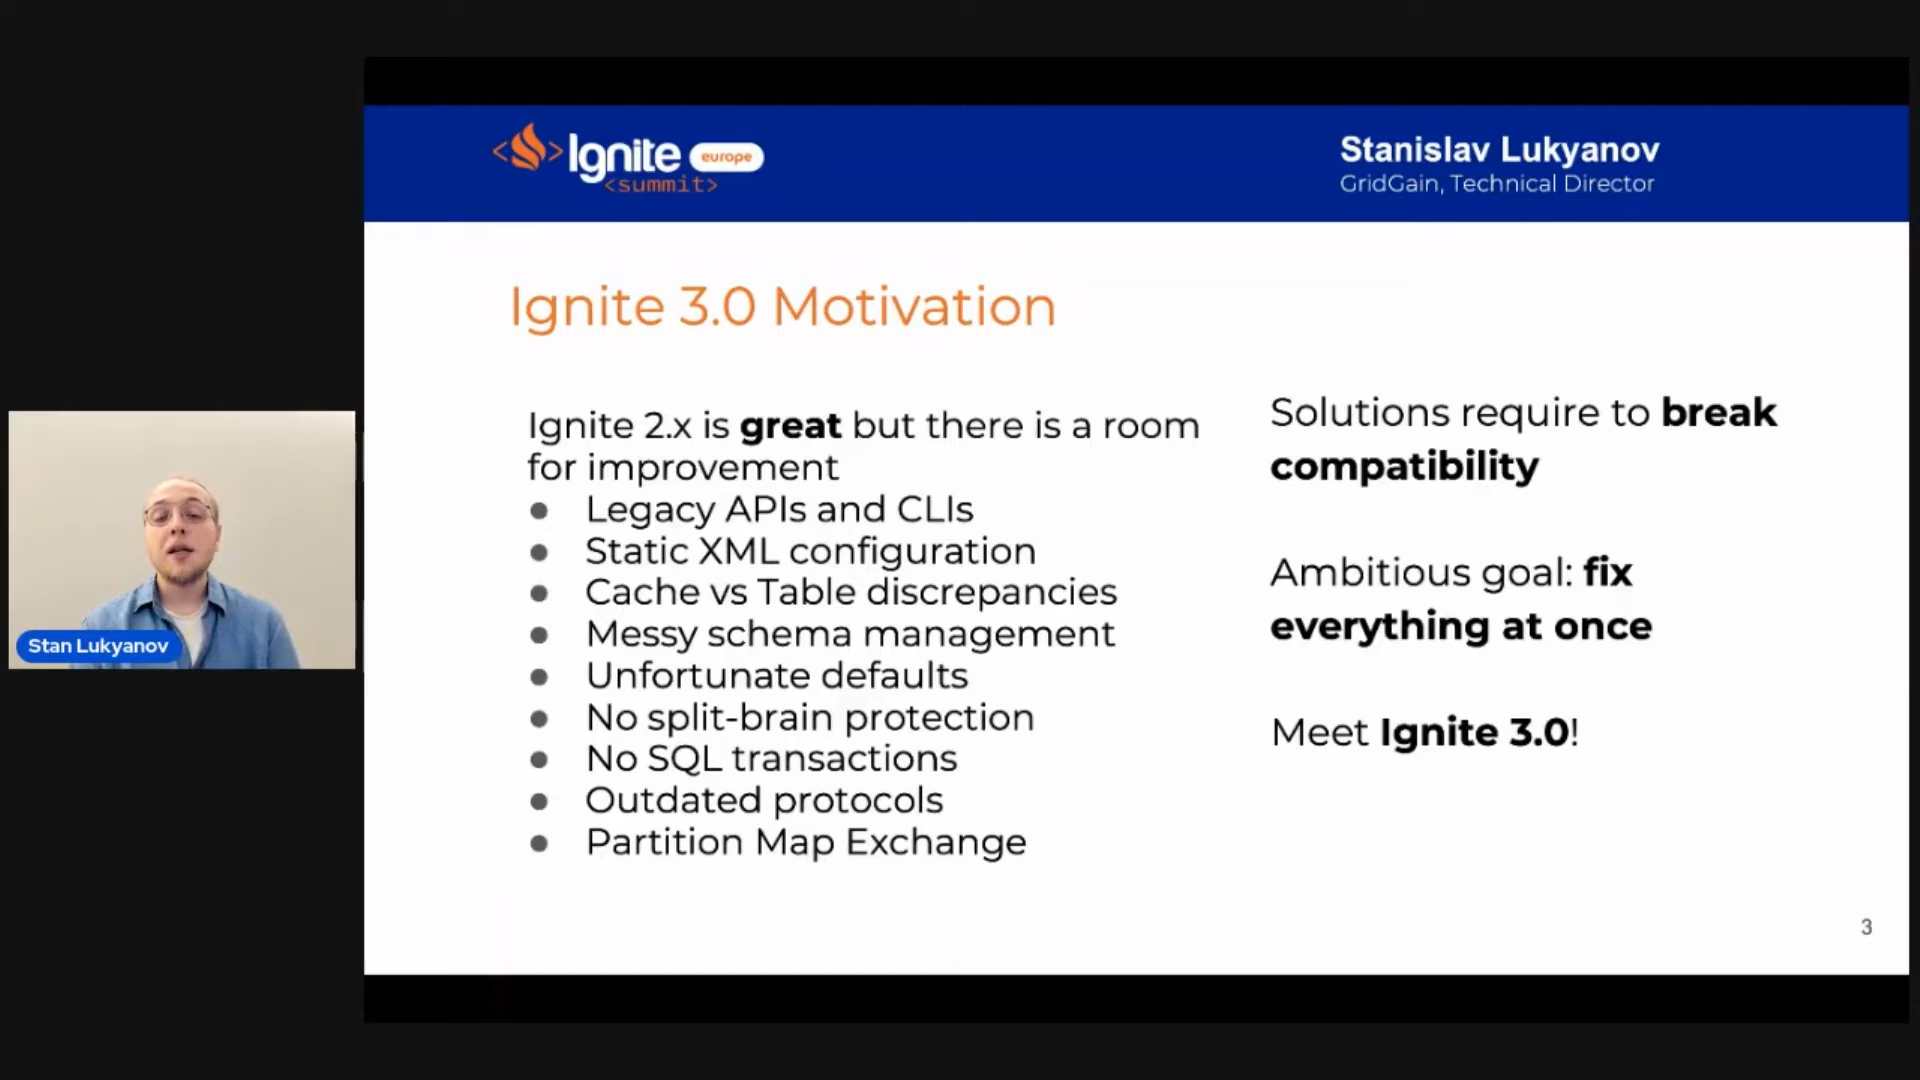 <Ignite europe
<summit>
Stanislav Lukyanov
GridGain, Technical Director
Ignite 3.0 Motivation
Ignite 2.x is great but there is a room
for improvement
● Legacy APIs and CLIs
● Static XML configuration
● Cache vs Table discrepancies
● Messy schema management
● Unfortunate defaults
● No split-brain protection
● No SQL transactions
● Outdated protocols
● Partition Map Exchange
Solutions require to break
compatibility
Ambitious goal: fix
everything at once
Meet Ignite 3.0!
3
Stan Lukyanov